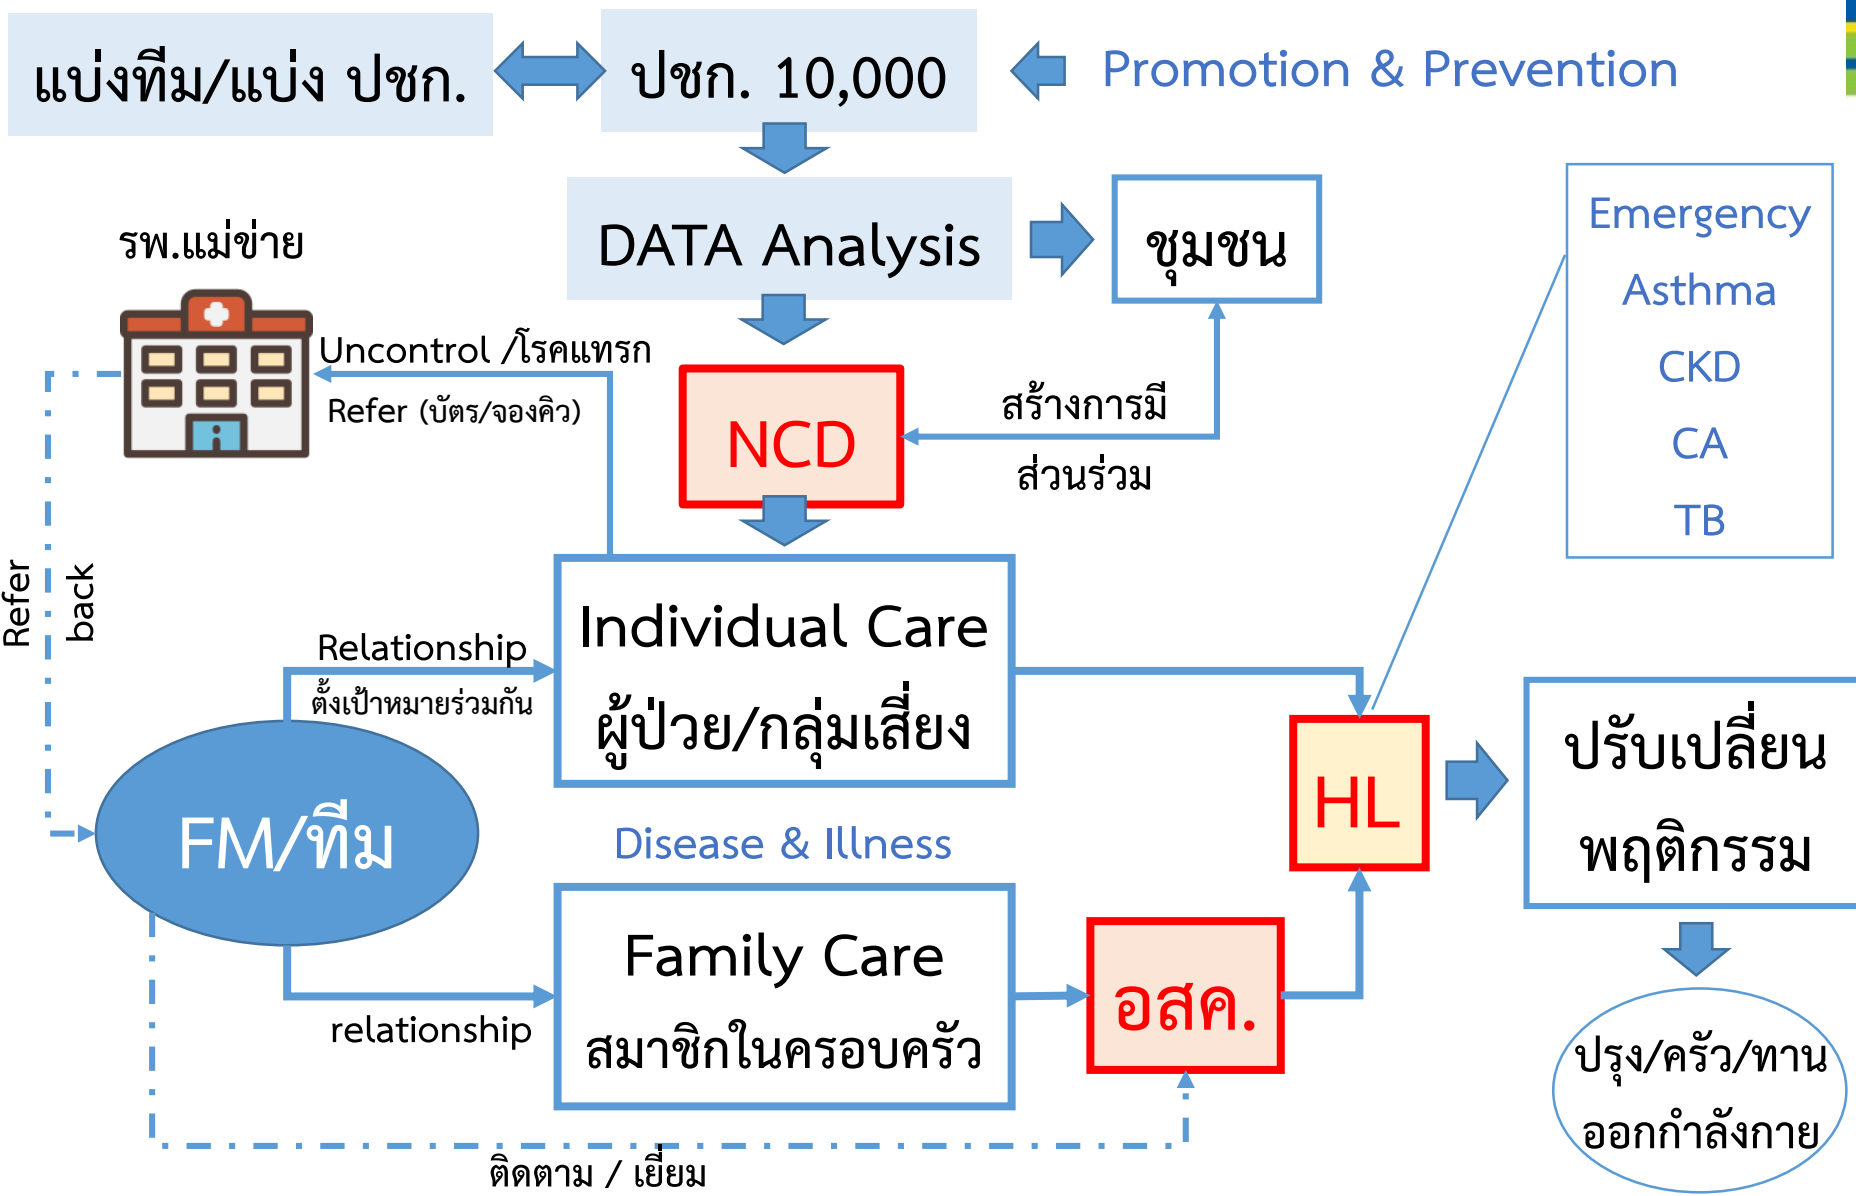 แบ่งทีม/แบ่ง ปชก.
ปชก. 10,000
Promotion & Prevention
DATA Analysis
ชุมชน
Emergency
Asthma
CKD
CA
TB
รพ.แม่ข่าย
Uncontrol /โรคแทรก
Refer (บัตร/จองคิว)
NCD
สร้างการมี
ส่วนร่วม
Refer
back
Relationship
ตั้งเป้าหมายร่วมกัน
Individual Care
ผู้ป่วย/กลุ่มเสี่ยง
HL
ปรับเปลี่ยน
พฤติกรรม
FM/ทีม
Disease & Illness
Family Care
สมาชิกในครอบครัว
relationship
อสค.
ปรุง/ครัว/ทาน
ออกกำลังกาย
ติดตาม / เยี่ยม